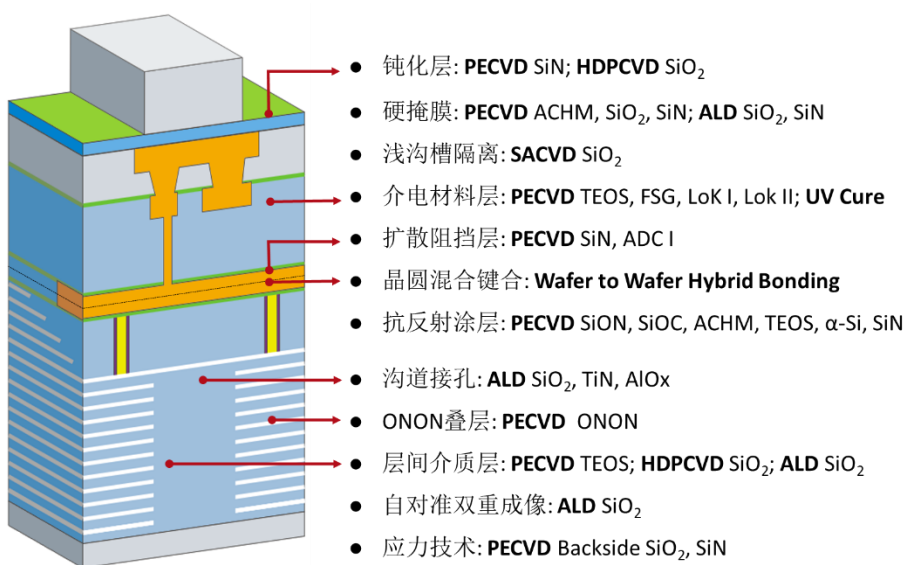 ● 钝化层: PECVD SiN; HDPCVD SiO₂
● 硬掩膜: PECVD ACHM, SiO₂, SiN; ALD SiO₂, SiN
● 浅沟槽隔离: SACVD SiO₂
● 介电材料层: PECVD TEOS, FSG, LoK I, Lok II; UV Cure
● 扩散阻挡层: PECVD SiN, ADC I
● 晶圆混合键合: Wafer to Wafer Hybrid Bonding
● 抗反射涂层: PECVD SiON, SiOC, ACHM, TEOS, α-Si, SiN
● 沟道接孔: ALD SiO₂, TiN, AlOx
● ONON叠层: PECVD ONON
● 层间介质层: PECVD TEOS; HDPCVD SiO₂; ALD SiO₂
● 自对准双重成像: ALD SiO₂
● 应力技术: PECVD Backside SiO₂, SiN